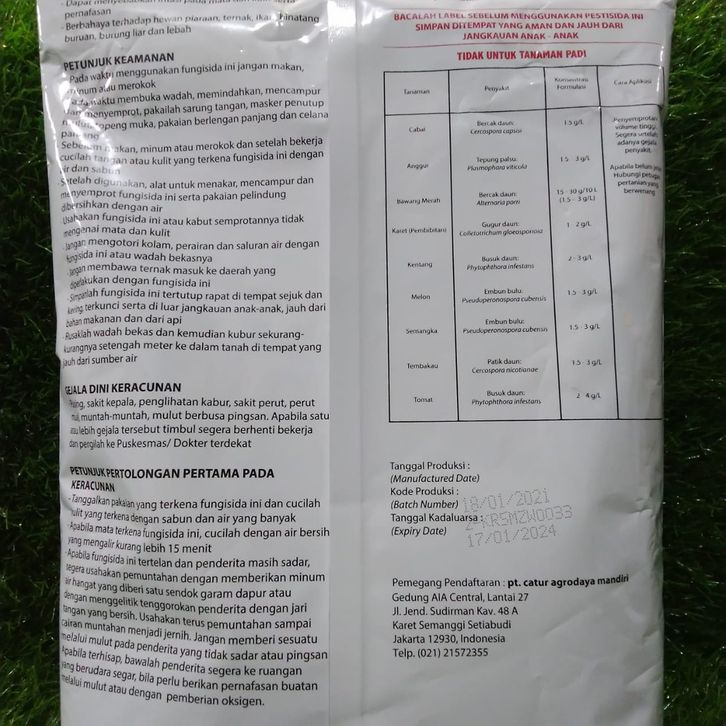 pernafasan
- Berbahaya terhadap hewan piaraan, ternak, ikan, binatang
buruan, burung liar dan lebah
PETUNJUK KEAMANAN
- Pada waktu menggunakan fungisida ini jangan makan,
minum atau merokok
- Pada waktu membuka wadah, memindahkan, mencampur
dan menyemprot, pakailah sarung tangan, masker penutup
topeng muka, pakaian berlengan panjang dan celana
panjang
Sebelum makan, minum atau merokok dan setelah bekerja
cucilah tangan atau kulit yang terkena fungisida ini dengan
air dan sabun
- Setelah digunakan, alat untuk menakar, mencampur dan
menyemprot fungisida ini serta pakaian pelindung
dibersihkan dengan air
- Usahakan fungisida ini atau kabut semprotannya tidak
mengenai mata dan kulit
- Jangan mengotori kolam, perairan dan saluran air dengan
fungisida ini atau wadah bekasnya
- Jangan membawa ternak masuk ke daerah yang
diperlakukan dengan fungisida ini
- Simpanlah fungisida ini tertutup rapat di tempat sejuk dan
kering, terkunci serta di luar jangkauan anak-anak, jauh dari
bahan makanan dan dari api
- Rusaklah wadah bekas dan kemudian kubur sekurang-
kurangnya setengah meter ke dalam tanah di tempat yang
jauh dari sumber air
GEJALA DINI KERACUNAN
Pusing, sakit kepala, penglihatan kabur, sakit perut, perut
mual, muntah-muntah, mulut berbusa pingsan. Apabila satu
atau lebih gejala tersebut timbul segera berhenti bekerja
dan pergilah ke Puskesmas/ Dokter terdekat
PETUNJUK PERTOLONGAN PERTAMA PADA
KERACUNAN
- Tanggalkan pakaian yang terkena fungisida ini dan cucilah
kulit yang terkena dengan sabun dan air yang banyak
- Apabila mata terkena fungisida ini, cucilah dengan air bersih
yang mengalir kurang lebih 15 menit
- Apabila fungisida ini tertelan dan penderita masih sadar,
segera usahakan pemuntahan dengan memberikan minum
air hangat yang diberi satu sendok garam dapur atau
dengan menggelitik tenggorokan penderita dengan jari
tangan yang bersih. Usahakan terus pemuntahan sampai
cairan muntahan menjadi jernih. Jangan memberi sesuatu
melalui mulut pada penderita yang tidak sadar atau pingsan
Apabila terhisap, bawalah penderita segera ke ruangan
yang berudara segar, bila perlu berikan pernafasan buatan
melalui mulut atau dengan pemberian oksigen.
BACALAH LABEL SEBELUM MENGGUNAKAN PESTISIDA INI
SIMPAN DITEMPAT YANG AMAN DAN JAUH DARI
JANGKAUAN ANAK - ANAK
TIDAK UNTUK TANAMAN PADI
Tanaman Penyakit Konsentrasi Formulasi Cara Aplikasi
Cabai Bercak daun: Cercospora capsici 1.5 g/L
Penyemprotan
volume tinggi.
Segera setelah
adanya gejala
penyakit.
Anggur Tepung palsu: Plasmophara viticola 1.5 - 3 g/L
Apabila belum jelas
Hubungi petugas
pertanian yang
berwenang
Bawang Merah Bercak daun: Alternaria porri 15 - 30 g/10 L (1.5 - 3 g/L)
Karet (Pembibitan) Gugur daun: Colletotrichum gloeosporioia 1 - 2 g/L
Kentang Busuk daun: Phytophthora infestans 2 - 3 g/L
Melon Embun bulu: Pseudoperonospora cubensis 1.5 - 3 g/L
Semangka Embun bulu: Pseudoperonospora cubensis 1.5 - 3 g/L
Tembakau Patik daun: Cercospora nicotianae 1.5 - 3 g/L
Tomat Busuk daun: Phytophthora infestans 2 - 4 g/L
Tanggal Produksi :
(Manufactured Date)
Kode Produksi :
(Batch Number) 18/01/2021
Tanggal Kadaluarsa :
(Expiry Date) 17/01/2024
Pemegang Pendaftaran : pt. catur agrodaya mandiri
Gedung AIA Central, Lantai 27
Jl. Jend. Sudirman Kav. 48 A
Karet Semanggi Setiabudi
Jakarta 12930, Indonesia
Telp. (021) 21572355